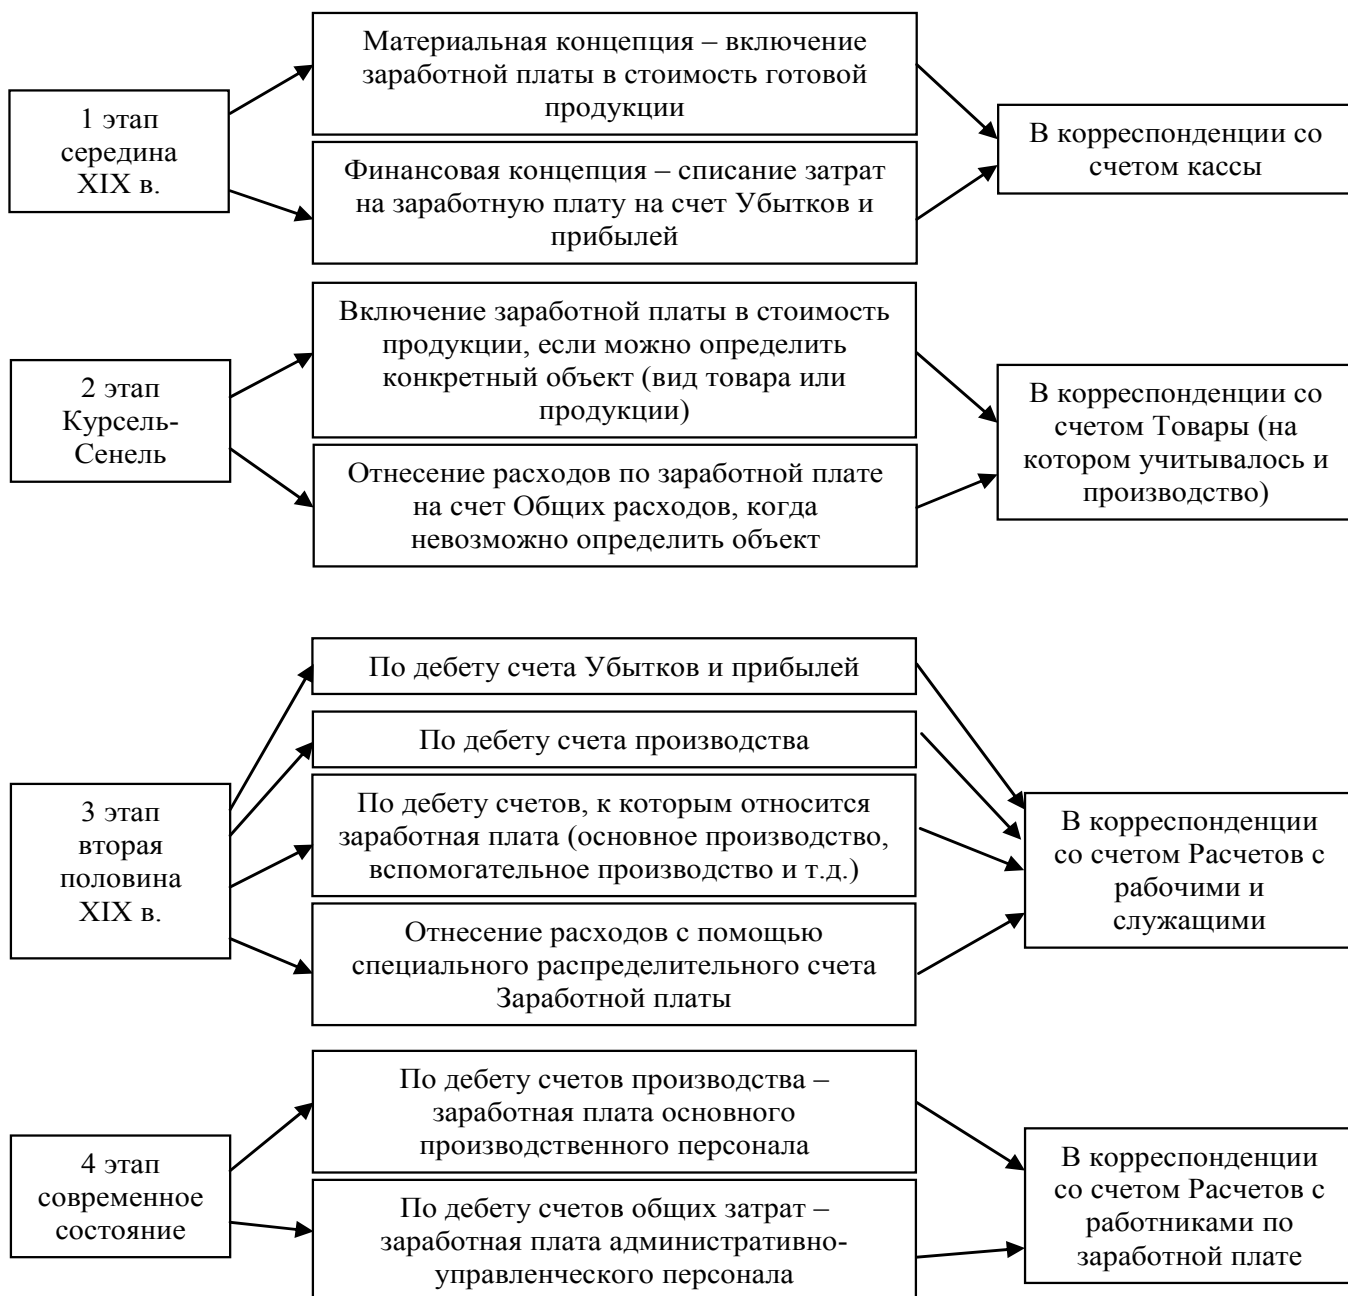 1 этап
середина
XIX в.
Материальная концепция – включение
заработной платы в стоимость готовой
продукции
Финансовая концепция – списание затрат
на заработную плату на счет Убытков и
прибылей
В корреспонденции со
счетом кассы
2 этап
Курсель-
Сенель
Включение заработной платы в стоимость
продукции, если можно определить
конкретный объект (вид товара или
продукции)
Отнесение расходов по заработной плате
на счет Общих расходов, когда
невозможно определить объект
В корреспонденции со
счетом Товары (на
котором учитывалось и
производство)
3 этап
вторая
половина
XIX в.
По дебету счета Убытков и прибылей
По дебету счета производства
По дебету счетов, к которым относится
заработная плата (основное производство,
вспомогательное производство и т.д.)
Отнесение расходов с помощью
специального распределительного счета
Заработной платы
В корреспонденции
со счетом Расчетов с
рабочими и
служащими
4 этап
современное
состояние
По дебету счетов производства –
заработная плата основного
производственного персонала
По дебету счетов общих затрат –
заработная плата административно-
управленческого персонала
В корреспонденции
со счетом Расчетов с
работниками по
заработной плате